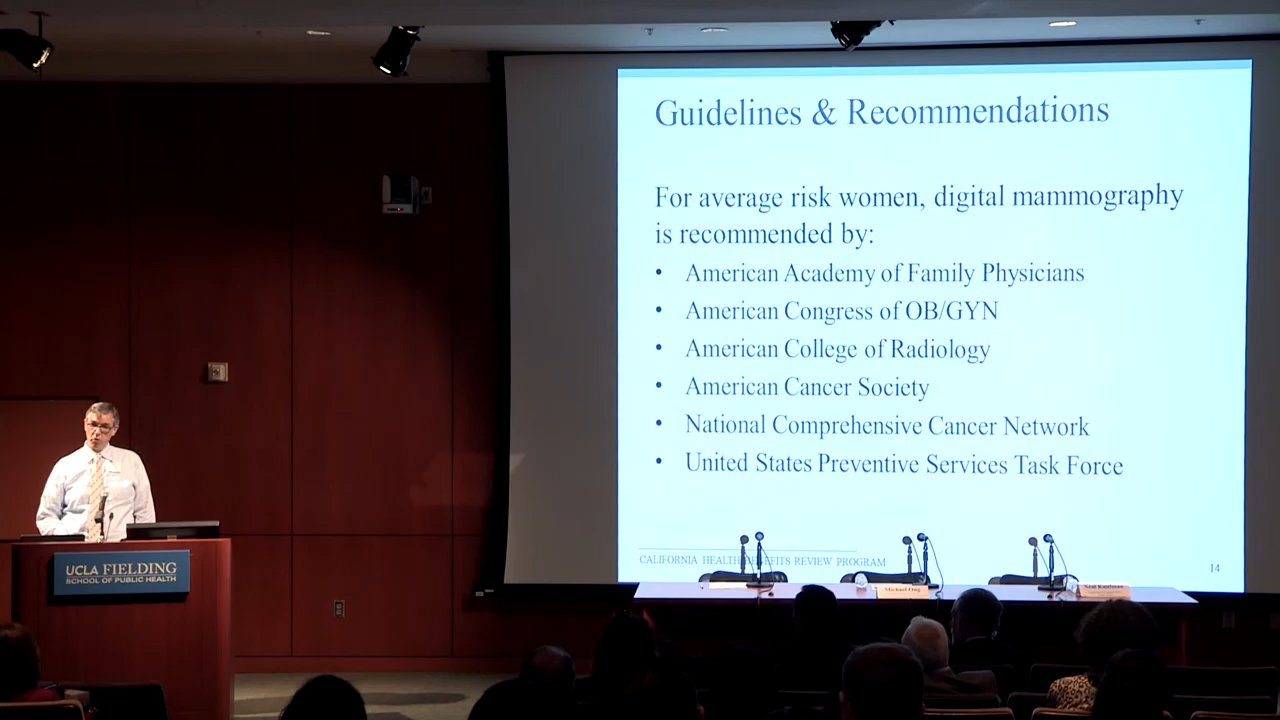 Guidelines & Recommendations
For average risk women, digital mammography
is recommended by:
• American Academy of Family Physicians
• American Congress of OB/GYN
• American College of Radiology
• American Cancer Society
• National Comprehensive Cancer Network
• United States Preventive Services Task Force
CALIFORNIA HEALTH BENEFITS REVIEW PROGRAM
14
UCLA FIELDING
SCHOOL OF PUBLIC HEALTH
Michael Ong